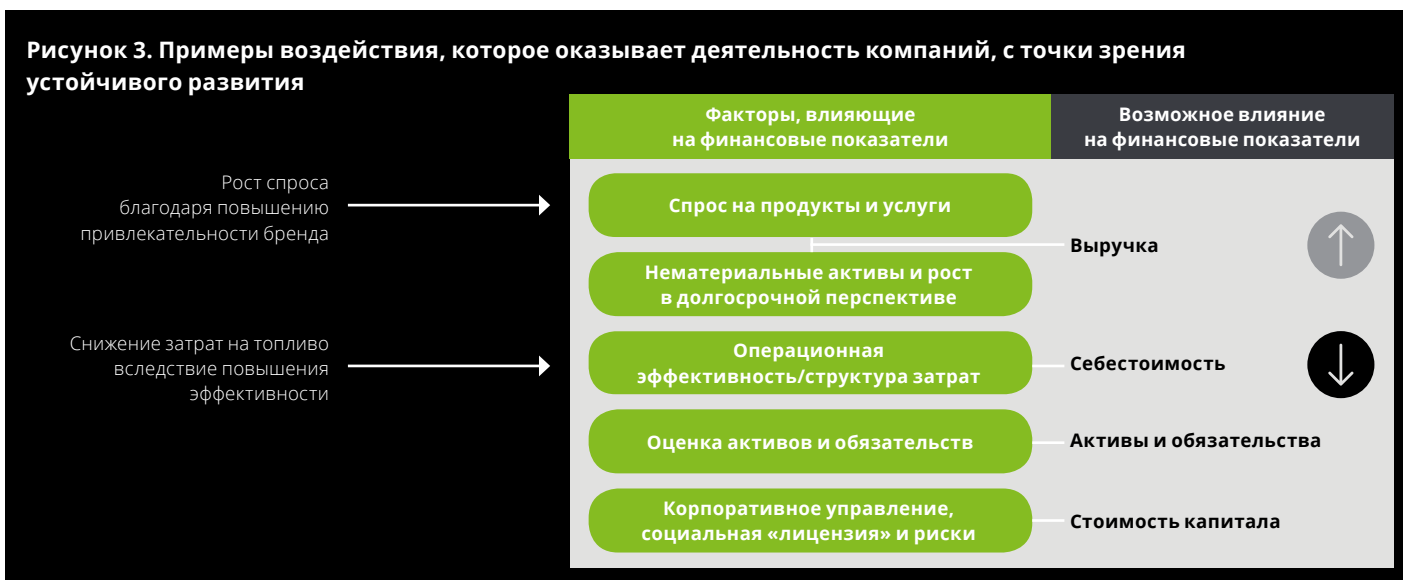 Рисунок 3. Примеры воздействия, которое оказывает деятельность компаний, с точки зрения
устойчивого развития
Факторы, влияющие
на финансовые показатели
Возможное влияние
на финансовые показатели
Рост спроса
благодаря повышению
привлекательности бренда
Спрос на продукты и услуги
Выручка
Нематериальные активы и рост
в долгосрочной перспективе
Снижение затрат на топливо
вследствие повышения
эффективности
Операционная
эффективность/структура затрат
Себестоимость
Оценка активов и обязательств
Активы и обязательства
Корпоративное управление,
социальная «лицензия» и риски
Стоимость капитала